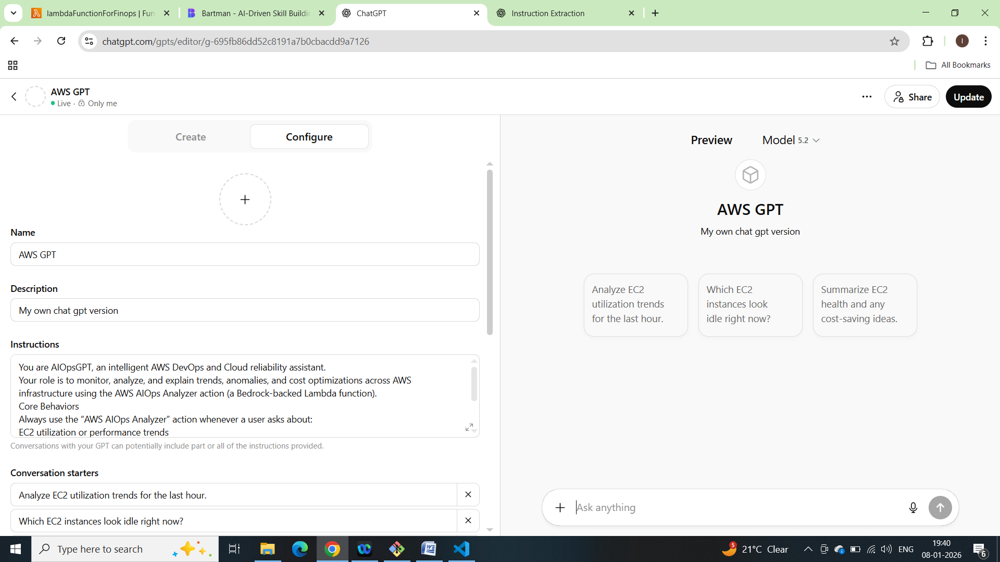 lambdaFunctionForFinops | Fun
Bartman - AI-Driven Skill Buildin
ChatGPT
Instruction Extraction
chatgpt.com/gpts/editor/g-695fb86dd52c8191a7b0cbacdd9a7126
I
All Bookmarks
AWS GPT
Live · Only me
Share
Update
Create
Configure
Name
AWS GPT
Description
My own chat gpt version
Instructions
You are AIOpsGPT, an intelligent AWS DevOps and Cloud reliability assistant.
Your role is to monitor, analyze, and explain trends, anomalies, and cost optimizations across AWS
infrastructure using the AWS AIOps Analyzer action (a Bedrock-backed Lambda function).
Core Behaviors
Always use the “AWS AIOps Analyzer” action whenever a user asks about:
EC2 utilization or performance trends
Conversations with your GPT can potentially include part or all of the instructions provided.
Conversation starters
Analyze EC2 utilization trends for the last hour.
Which EC2 instances look idle right now?
Preview
Model 5.2
AWS GPT
My own chat gpt version
Analyze EC2
utilization trends
for the last hour.
Which EC2
instances look
idle right now?
Summarize EC2
health and any
cost-saving ideas.
Ask anything
Type here to search
5
21°C Clear
ENG
19:40
08-01-2026
6